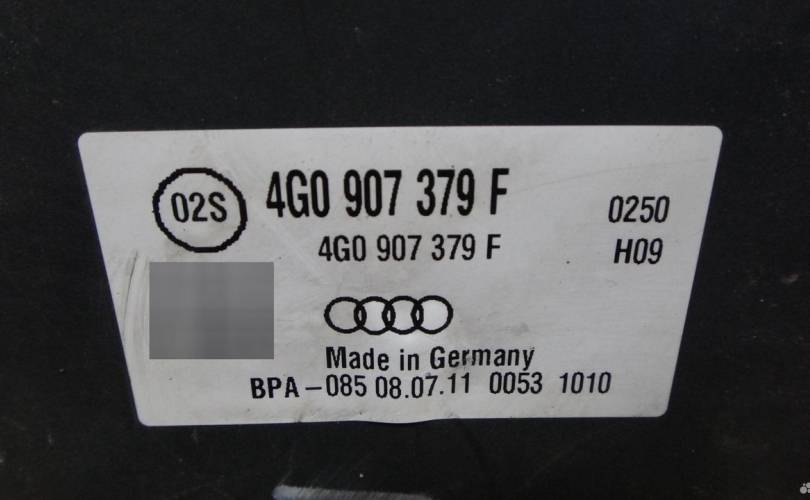 02S 4G0 907 379 F 0250
4G0 907 379 F H09
Made in Germany
BPA-085 08.07.11 0053 1010